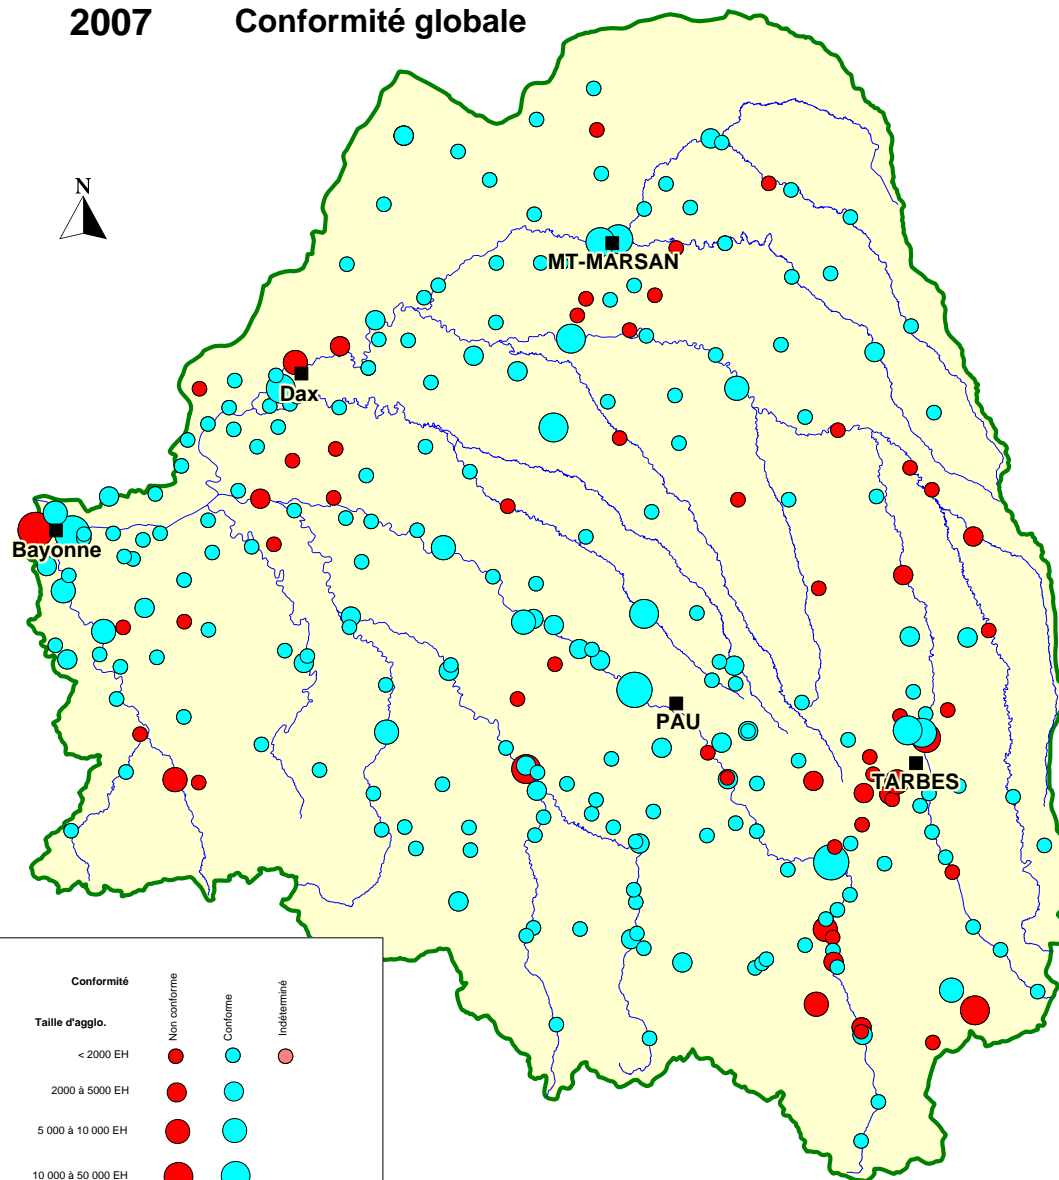 2007 Conformité globale
N
MT-MARSAN
Dax
Bayonne
PAU
TARBES
Conformité
Taille d'agglo.
Non conforme
Conforme
Indéterminé
< 2000 EH
2000 à 5000 EH
5 000 à 10 000 EH
10 000 à 50 000 EH